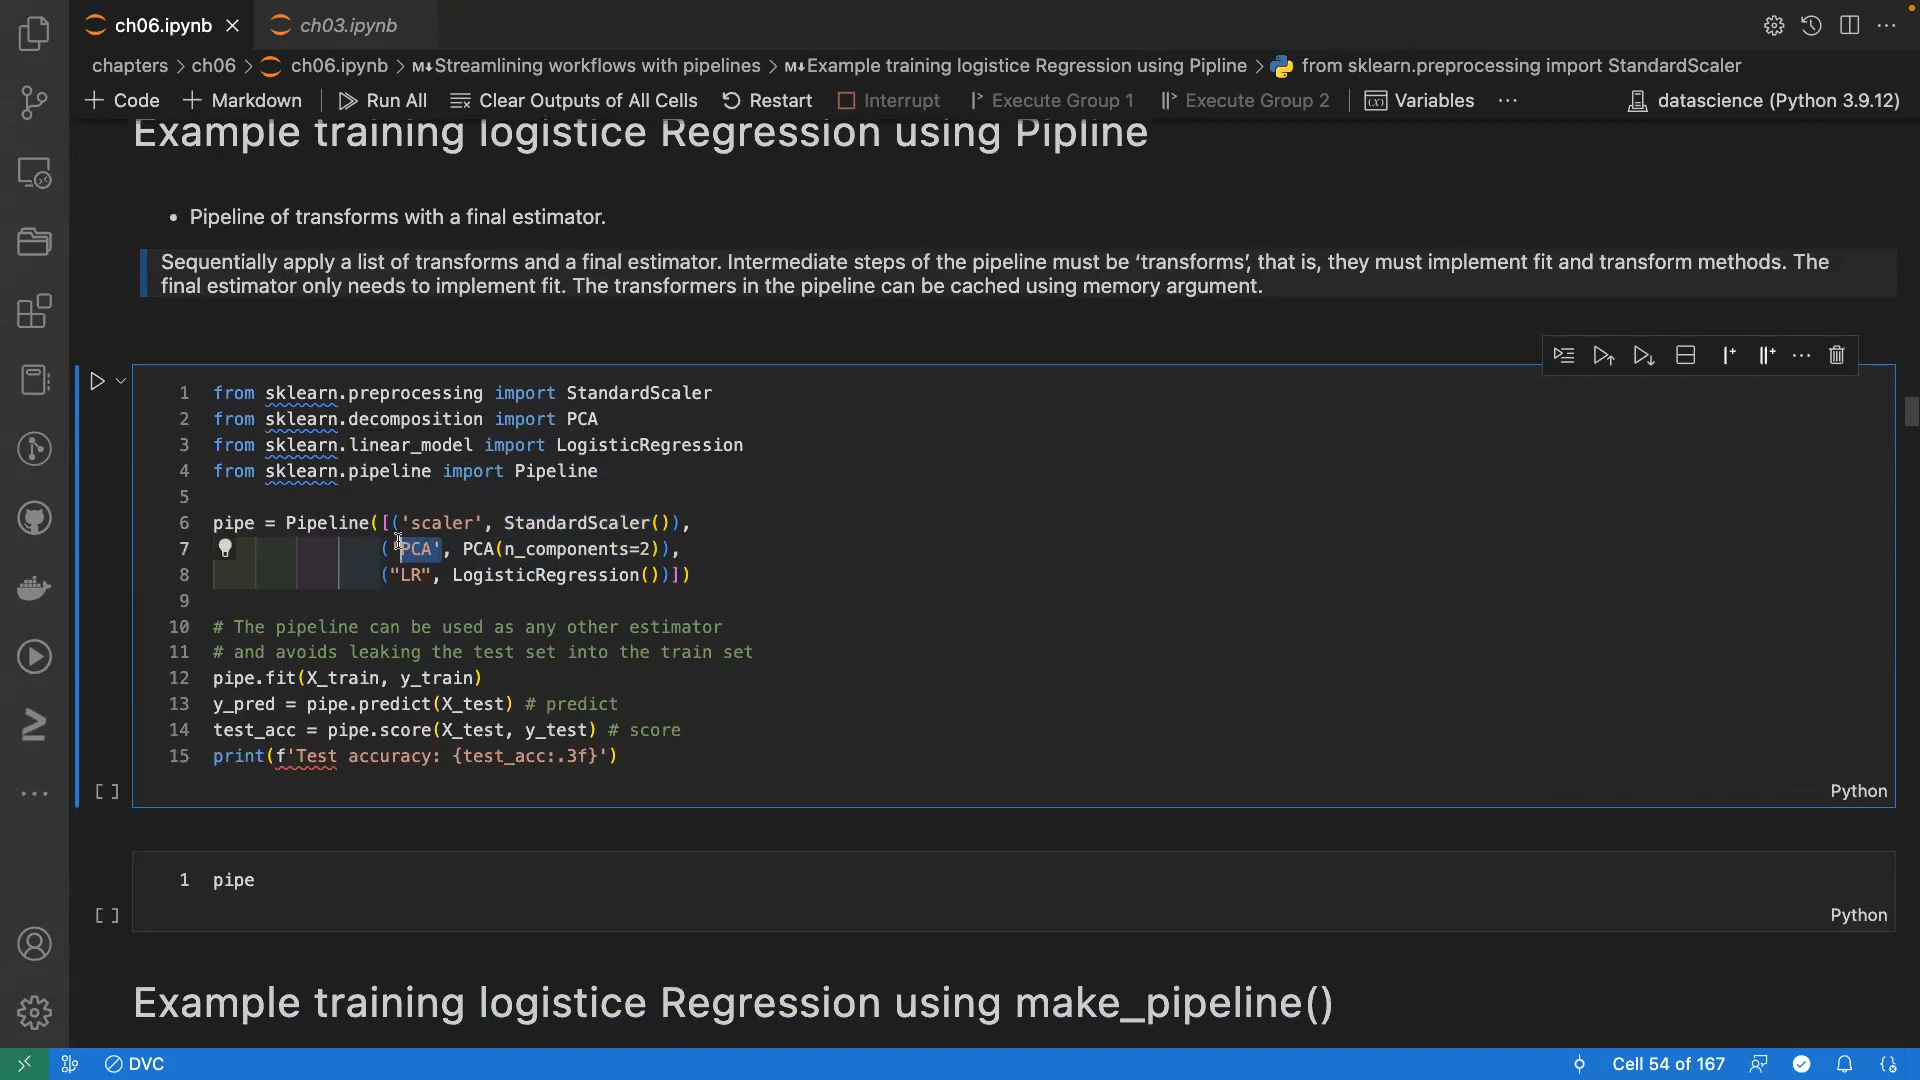 ch06.ipynb
ch03.ipynb
chapters > ch06 > ch06.ipynb > M↓Streamlining workflows with pipelines > M↓Example training logistice Regression using Pipline > from sklearn.preprocessing import StandardScaler
+ Code + Markdown Run All Clear Outputs of All Cells Restart Interrupt Execute Group 1 Execute Group 2 Variables ··· datascience (Python 3.9.12)
Example training logistice Regression using Pipline
• Pipeline of transforms with a final estimator.
Sequentially apply a list of transforms and a final estimator. Intermediate steps of the pipeline must be ‘transforms’, that is, they must implement fit and transform methods. The
final estimator only needs to implement fit. The transformers in the pipeline can be cached using memory argument.
1 from sklearn.preprocessing import StandardScaler
2 from sklearn.decomposition import PCA
3 from sklearn.linear_model import LogisticRegression
4 from sklearn.pipeline import Pipeline
5
6 pipe = Pipeline([('scaler', StandardScaler()),
7 ('PCA', PCA(n_components=2)),
8 ("LR", LogisticRegression())])
9
10 # The pipeline can be used as any other estimator
11 # and avoids leaking the test set into the train set
12 pipe.fit(X_train, y_train)
13 y_pred = pipe.predict(X_test) # predict
14 test_acc = pipe.score(X_test, y_test) # score
15 print(f'Test accuracy: {test_acc:.3f}')
[ ] Python
1 pipe
[ ] Python
Example training logistice Regression using make_pipeline()
DVC
Cell 54 of 167